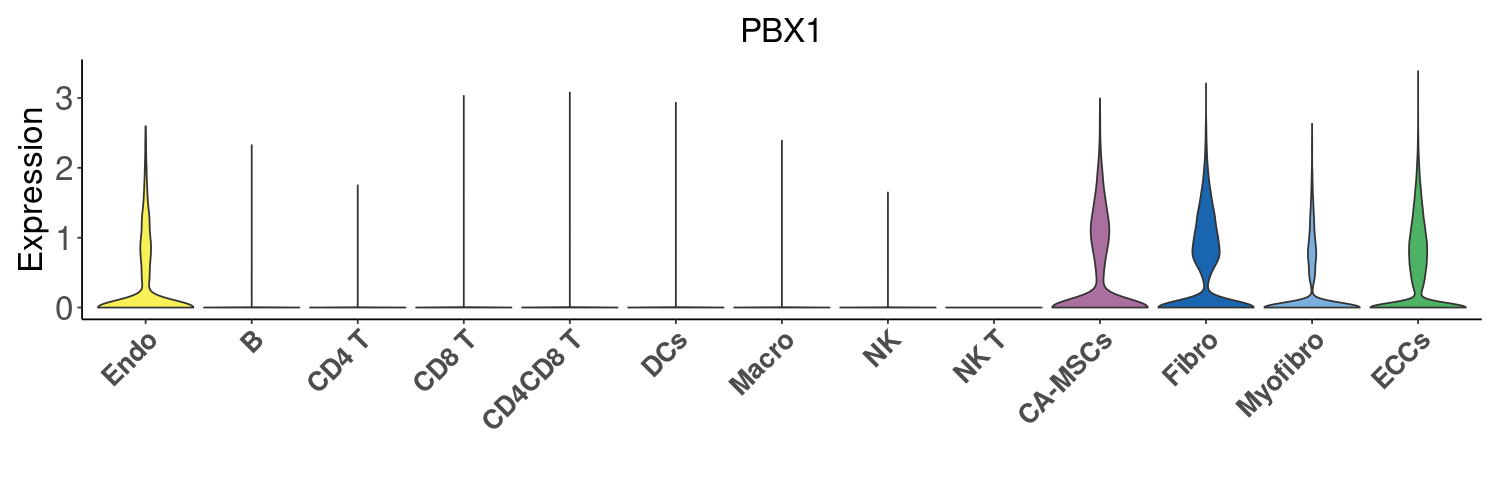 PBX1
Expression
3
2
1
0
Endo
B
CD4 T
CD8 T
CD4CD8 T
DCs
Macro
NK
NK T
CA-MSCs
Fibro
Myofibro
ECCs